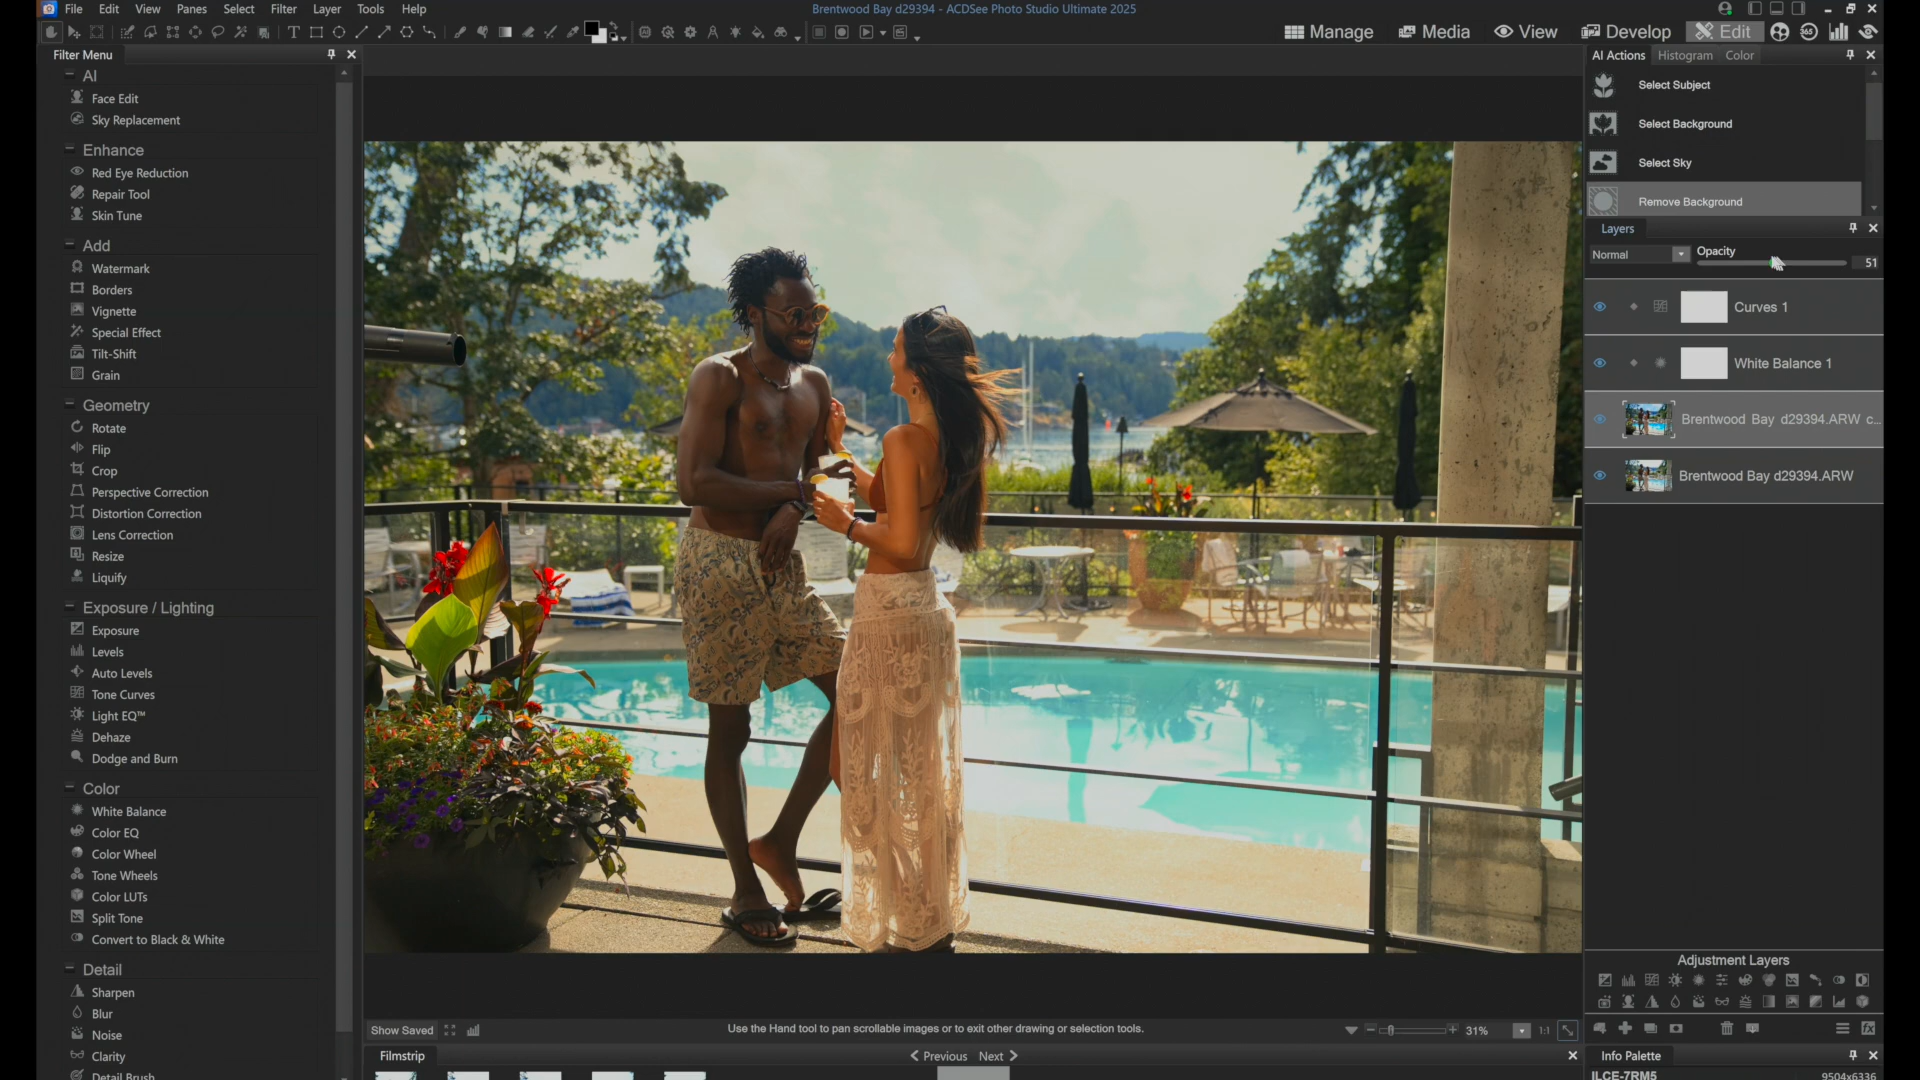 File Edit View Panes Select Filter Layer Tools Help
Brentwood Bay d29394 - ACDSee Photo Studio Ultimate 2025
Manage Media View Develop Edit 365
Filter Menu
AI
Face Edit
Sky Replacement
Enhance
Red Eye Reduction
Repair Tool
Skin Tune
Add
Watermark
Borders
Vignette
Special Effect
Tilt-Shift
Grain
Geometry
Rotate
Flip
Crop
Perspective Correction
Distortion Correction
Lens Correction
Resize
Liquify
Exposure / Lighting
Exposure
Levels
Auto Levels
Tone Curves
Light EQ™
Dehaze
Dodge and Burn
Color
White Balance
Color EQ
Color Wheel
Tone Wheels
Color LUTs
Split Tone
Convert to Black & White
Detail
Sharpen
Blur
Noise
Clarity
Detail Brush
Show Saved
Use the Hand tool to pan scrollable images or to exit other drawing or selection tools.
31%
1:1
Filmstrip
Previous Next
AI Actions Histogram Color
Select Subject
Select Background
Select Sky
Remove Background
Layers
Normal
Opacity
51
Curves 1
White Balance 1
Brentwood Bay d29394.ARW c...
Brentwood Bay d29394.ARW
Adjustment Layers
fx
Info Palette
ILCE-7RM5
9504x6336